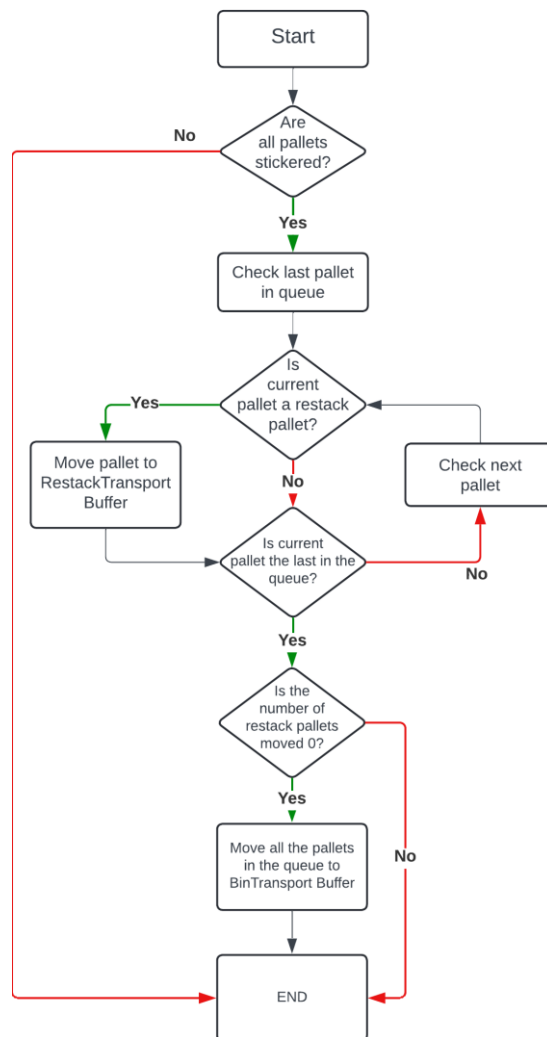 Start
Are
all pallets
stickered?
No
Yes
Check last pallet
in queue
Is
current
pallet a restack
pallet?
Yes
No
Move pallet to
RestackTransport
Buffer
Check next
pallet
Is current
pallet the last in the
queue?
No
Yes
Is the
number of
restack pallets
moved 0?
Yes
No
Move all the pallets
in the queue to
BinTransport Buffer
END